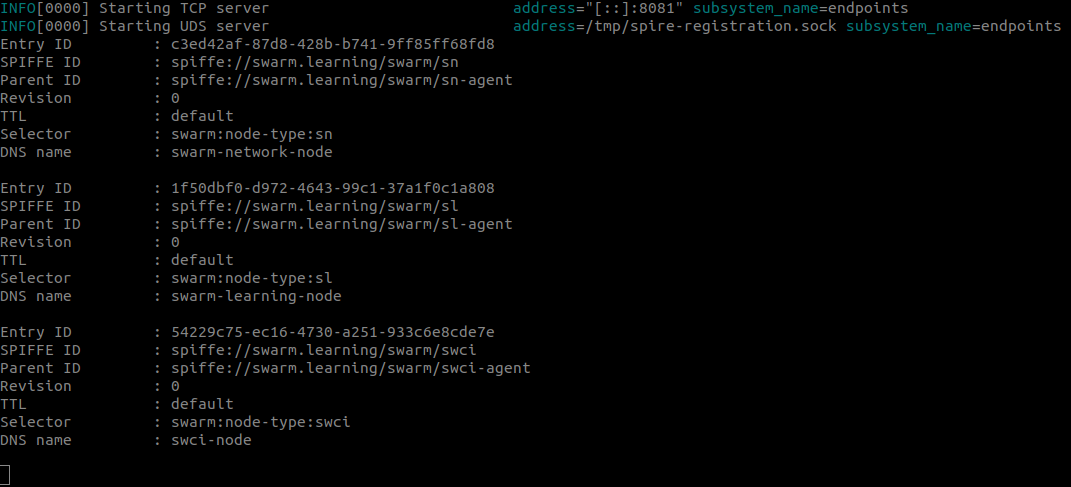 INFO[0000] Starting TCP server address="[::]:8081" subsystem_name=endpoints
INFO[0000] Starting UDS server address=/tmp/spire-registration.sock subsystem_name=endpoints
Entry ID : c3ed42af-87d8-428b-b741-9ff85ff68fd8
SPIFFE ID : spiffe://swarm.learning/swarm/sn
Parent ID : spiffe://swarm.learning/swarm/sn-agent
Revision : 0
TTL : default
Selector : swarm:node-type:sn
DNS name : swarm-network-node
Entry ID : 1f50dbf0-d972-4643-99c1-37a1f0c1a808
SPIFFE ID : spiffe://swarm.learning/swarm/sl
Parent ID : spiffe://swarm.learning/swarm/sl-agent
Revision : 0
TTL : default
Selector : swarm:node-type:sl
DNS name : swarm-learning-node
Entry ID : 54229c75-ec16-4730-a251-933c6e8cde7e
SPIFFE ID : spiffe://swarm.learning/swarm/swci
Parent ID : spiffe://swarm.learning/swarm/swci-agent
Revision : 0
TTL : default
Selector : swarm:node-type:swci
DNS name : swci-node